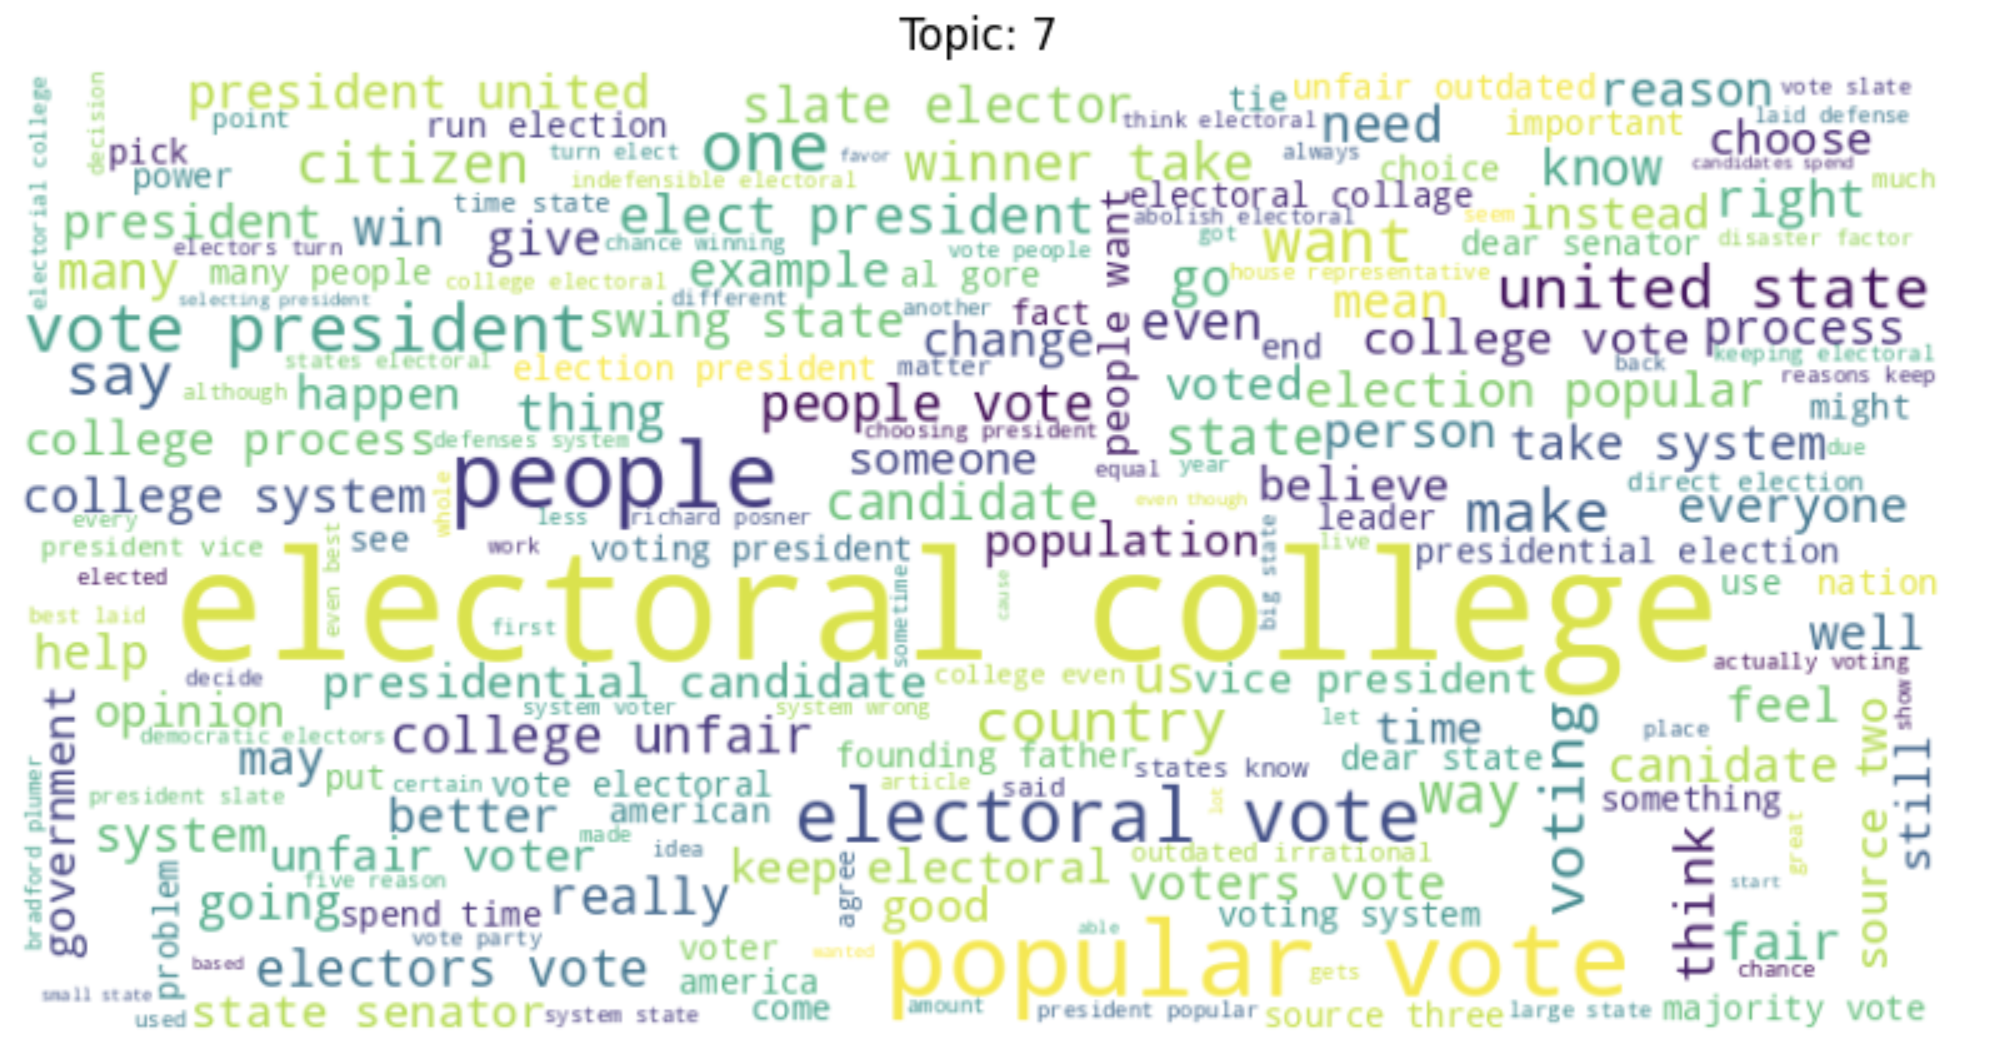 Topic: 7
electorial college
decision
president united
slate elector
tie
unfair outdated
reason
vote slate
point
run election
one
think electoral
need
important
laid defense
choose
pick
power
citizen
turn elect
favor
winner take
always
choice
know
candidates spend
much
indefensible electoral
electoral collage
right
president
win
time state
elect president
people want
abolish electoral
seem
instead
electors turn
give
chance winning
vote people
got
want
dear senator
disaster factor
many
many people
college electoral
example
al gore
go
house representative
mean
united state
selecting president
different
another
fact
vote president
swing state
change
even
end
college vote
process
states electoral
election president
matter
back
keeping electoral
say
although
happen
thing
people vote
voted
election popular
reasons keep
might
college process
defenses system
choosing president
state
person
take system
due
people
someone
equal
year
believe
direct election
college system
whole
candidate
even though
leader
make
everyone
every
less
richard posner
see
work
voting president
population
big state
live
presidential election
president vice
even best
elected
electoral college
sometime
cause
use
nation
best laid
first
well
help
decide
presidential candidate
college even
us
vice president
actually voting
government
opinion
system voter
system wrong
country
let
time
voting
place
feel
source two
show
democratic electors
college unfair
founding father
dear state
still
may
put
certain
vote electoral
article
said
states know
canidate
bradford plumer
president slate
better
american
electoral vote
lot
way
something
system
unfair voter
made
idea
keep electoral
outdated irrational
think
great
problem
five reason
agree
voters vote
start
going
spend time
really
good
voting system
fair
vote party
voter
wanted
popular vote
able
gets
chance
based
electors vote
america
small state
used
state senator
system state
come
amount
president popular
source three
large state
majority vote